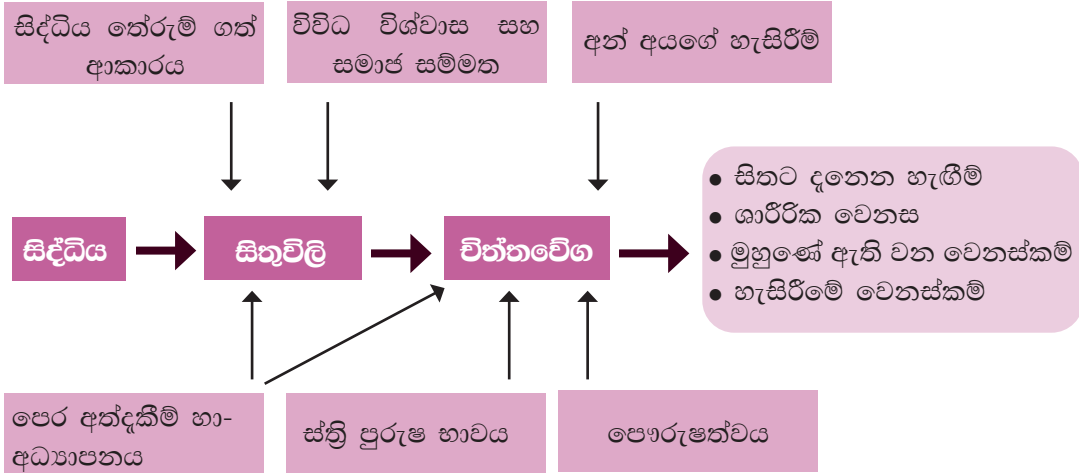 සිද්ධිය තේරුම් ගත්
ආකාරය
විවිධ විශ්වාස සහ
සමාජ සම්මත
අන් අයගේ හැසිරීම්
සිද්ධිය
සිතුවිලි
චිත්තවේග
● සිතට දැනෙන හැඟීම්
● ශාරීරික වෙනස
● මුහුණේ ඇති වන වෙනස්කම්
● හැසිරීමේ වෙනස්කම්
පෙර අත්දැකීම් හා-
අධ්‍යාපනය
ස්ත්‍රි පුරුෂ භාවය
පෞරුෂත්වය